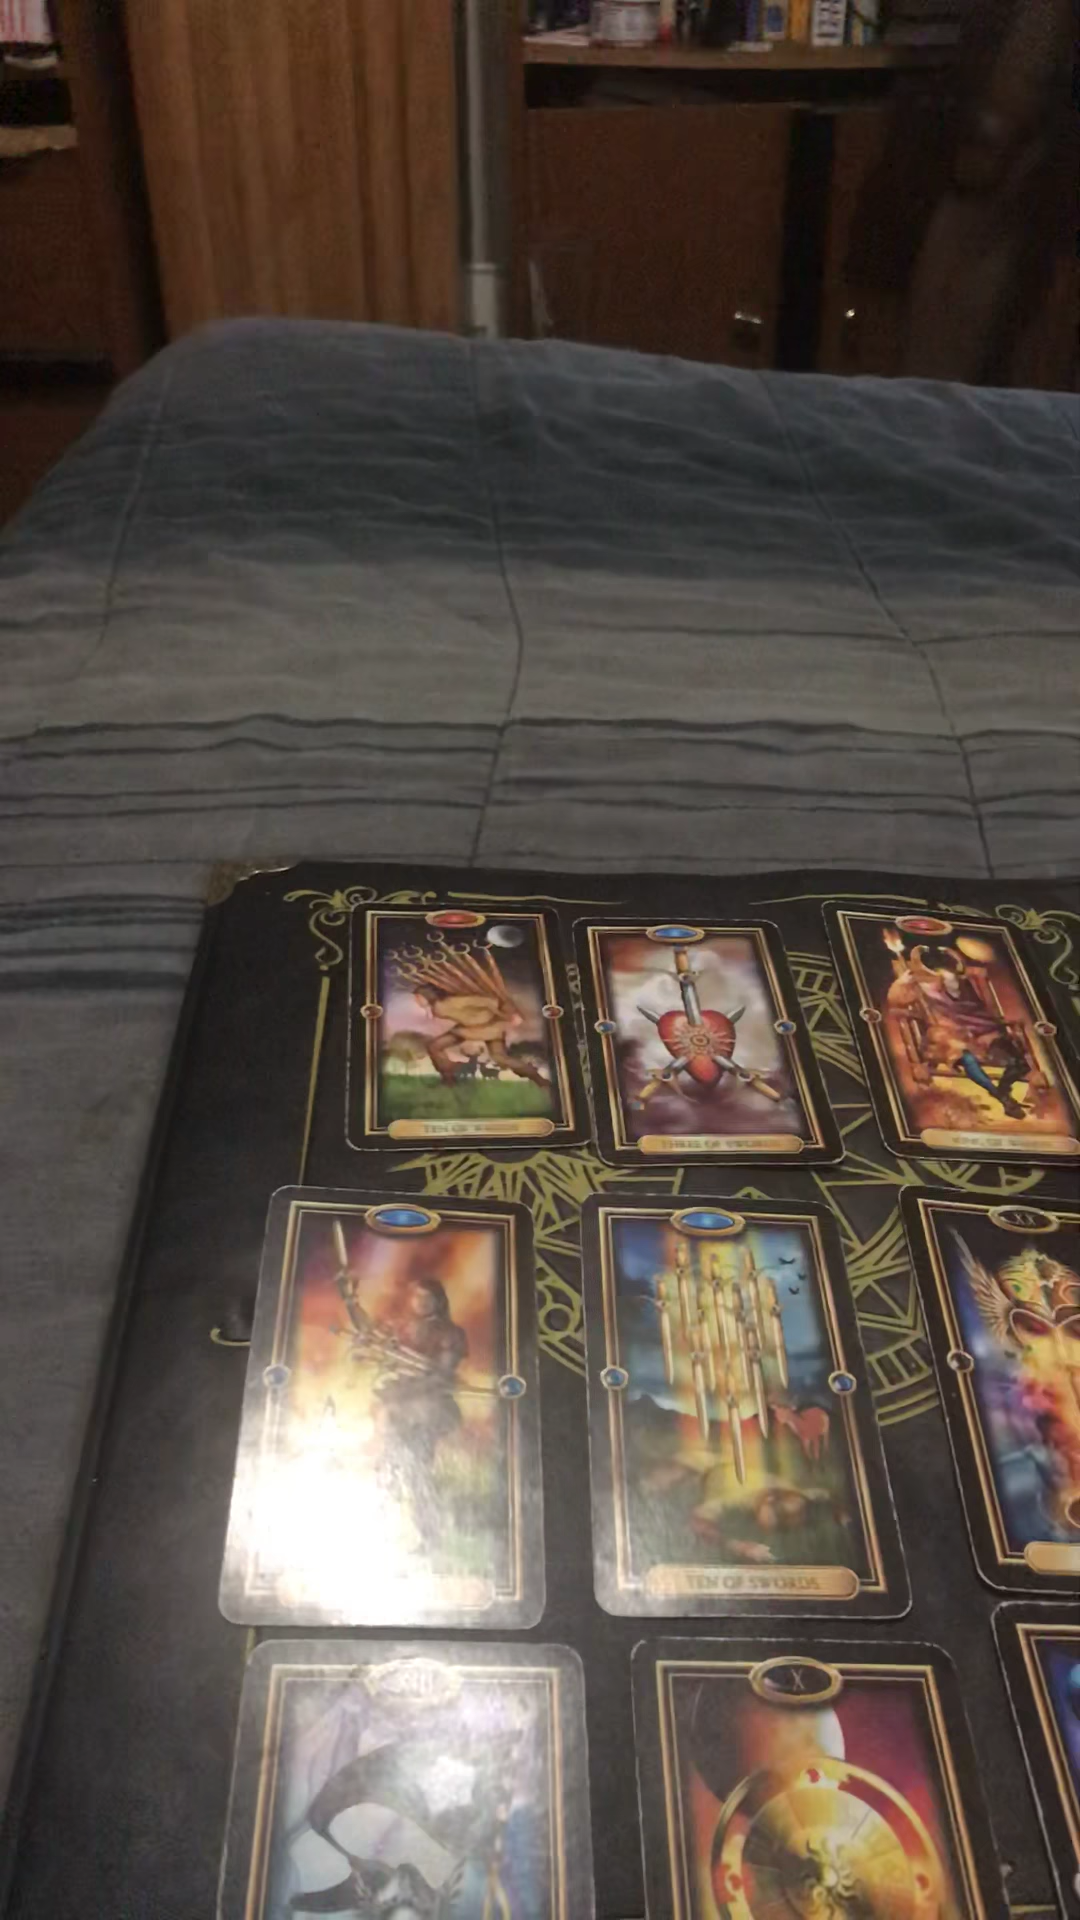 TEN OF WANDS
THREE OF SWORDS
KING OF WANDS
XX
TEN OF SWORDS
XIII
X